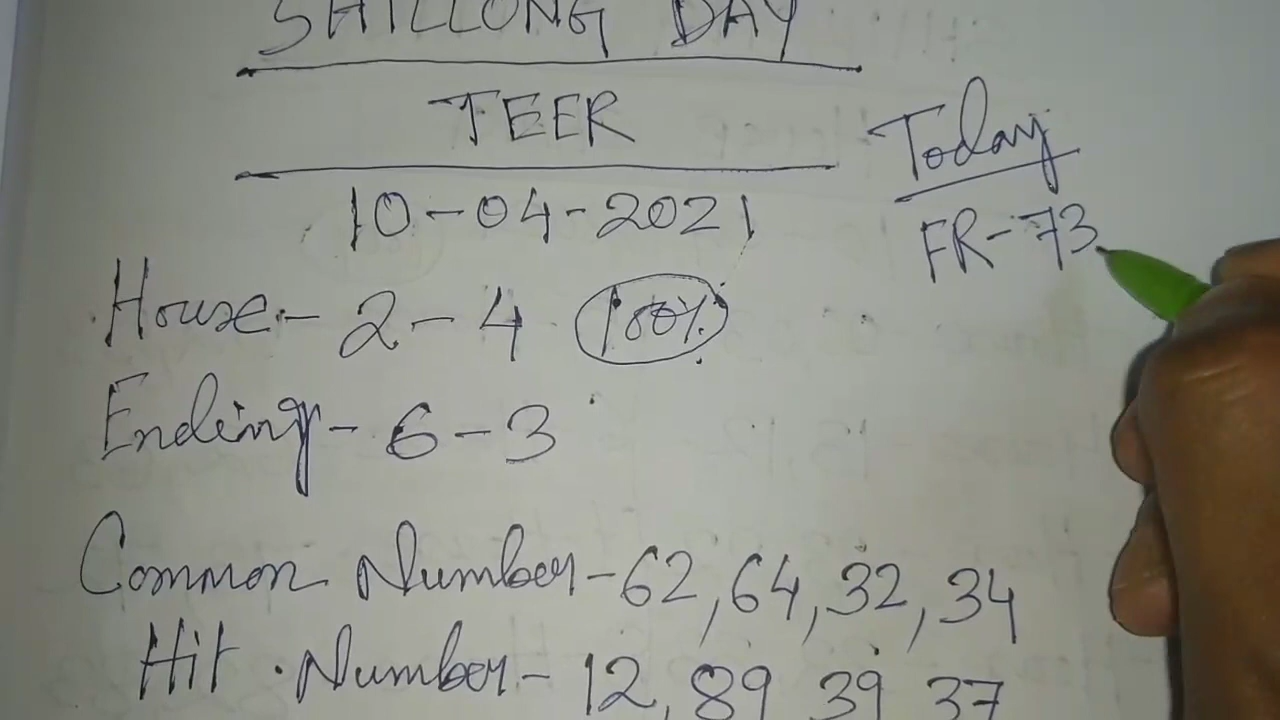 SHILLONG DAY
TEER
10-04-2021
Today
FR-73
House:- 2-4 100%
Ending- 6-3
Common Number-62,64,32,34
Hit Number- 12, 89 39 37